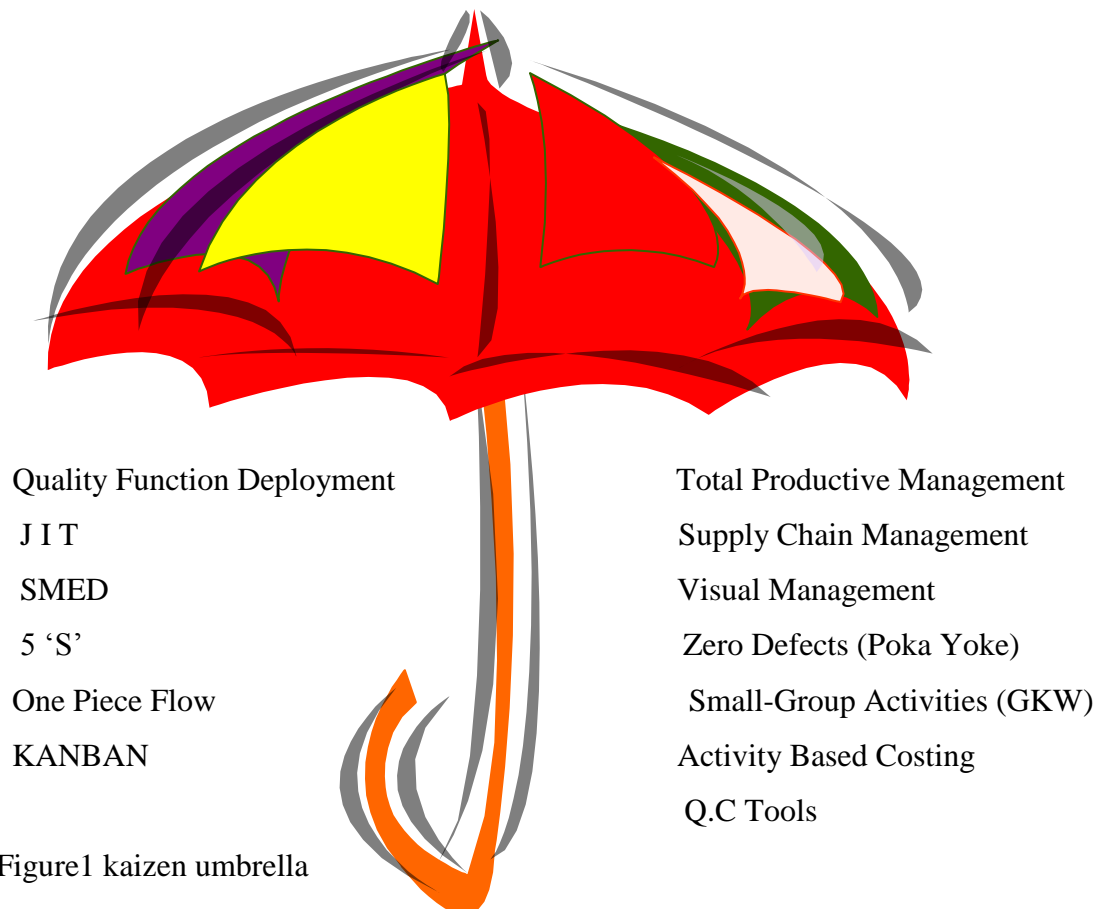 Quality Function Deployment
J I T
SMED
5 ‘S’
One Piece Flow
KANBAN
Total Productive Management
Supply Chain Management
Visual Management
Zero Defects (Poka Yoke)
Small-Group Activities (GKW)
Activity Based Costing
Q.C Tools
Figure1 kaizen umbrella